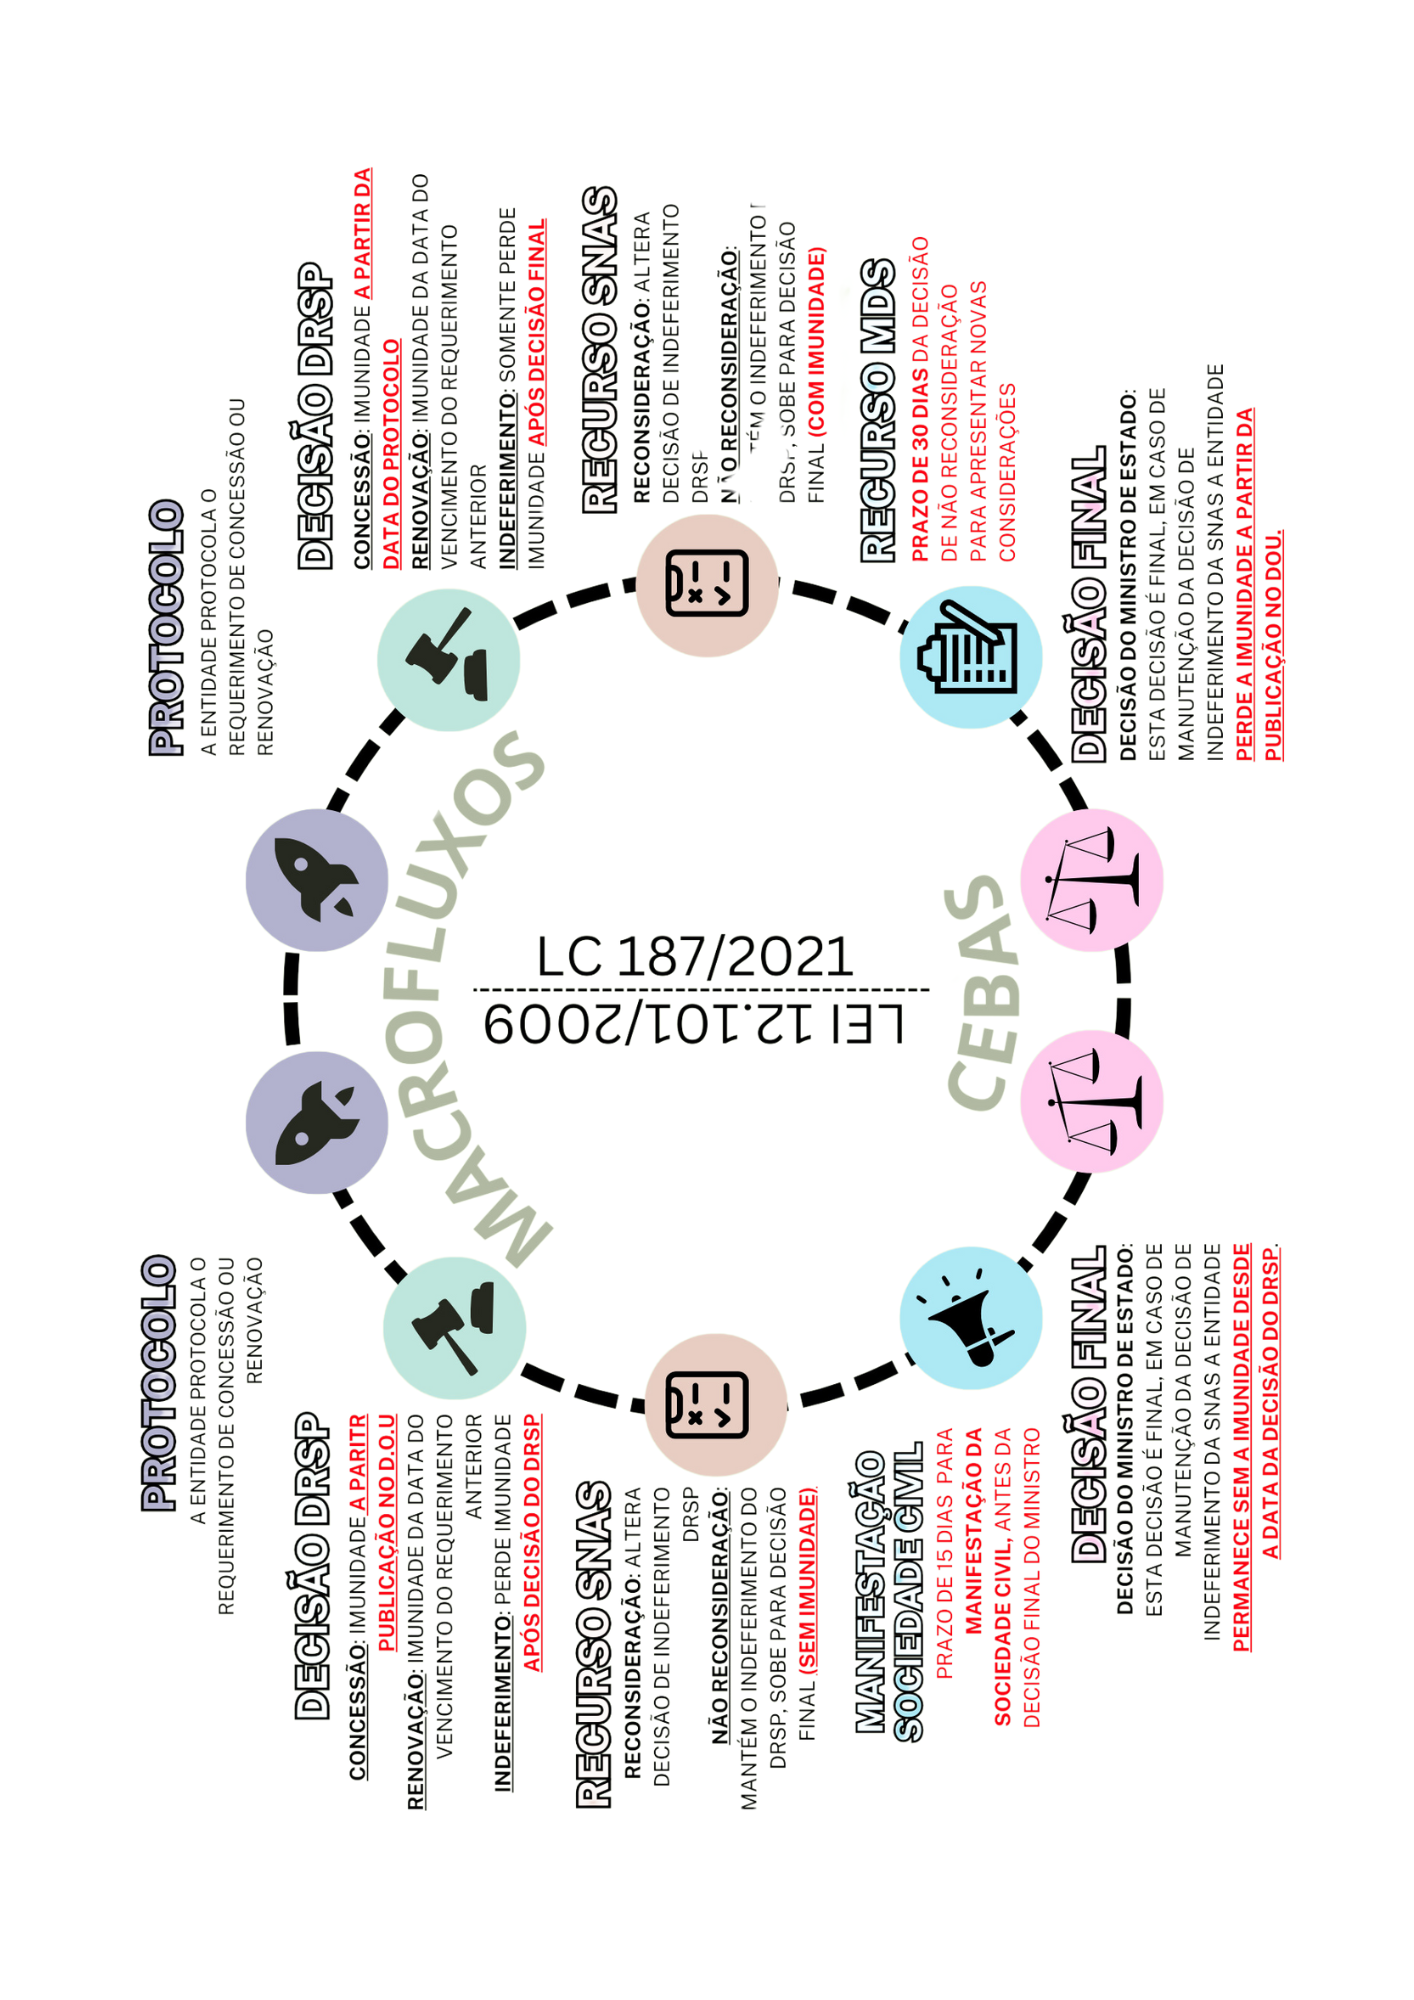 MACROFLUXOS
LEI 12.101/2009
LC 187/2021
CEBAS
PROTOCOLO
A ENTIDADE PROTOCOLA O
REQUERIMENTO DE CONCESSÃO OU
RENOVAÇÃO
DECISÃO DRSP
CONCESSÃO: IMUNIDADE A PARITR
PUBLICAÇÃO NO D.O.U
RENOVAÇÃO: IMUNIDADE DA DATA DO
VENCIMENTO DO REQUERIMENTO
ANTERIOR
INDEFERIMENTO: PERDE IMUNIDADE
APÓS DECISÃO DO DRSP
RECURSO SNAS
RECONSIDERAÇÃO: ALTERA
DECISÃO DE INDEFERIMENTO
DRSP
NÃO RECONSIDERAÇÃO:
MANTÉM O INDEFERIMENTO DO
DRSP, SOBE PARA DECISÃO
FINAL (SEM IMUNIDADE)
MANIFESTAÇÃO
SOCIEDADE CIVIL
PRAZO DE 15 DIAS PARA
MANIFESTAÇÃO DA
SOCIEDADE CIVIL, ANTES DA
DECISÃO FINAL DO MINISTRO
DECISÃO FINAL
DECISÃO DO MINISTRO DE ESTADO:
ESTA DECISÃO É FINAL, EM CASO DE
MANUTENÇÃO DA DECISÃO DE
INDEFERIMENTO DA SNAS A ENTIDADE
PERMANECE SEM A IMUNIDADE DESDE
A DATA DA DECISÃO DO DRSP.
PROTOCOLO
A ENTIDADE PROTOCOLA O
REQUERIMENTO DE CONCESSÃO OU
RENOVAÇÃO
DECISÃO DRSP
CONCESSÃO: IMUNIDADE A PARTIR DA
DATA DO PROTOCOLO
RENOVAÇÃO: IMUNIDADE DA DATA DO
VENCIMENTO DO REQUERIMENTO
ANTERIOR
INDEFERIMENTO: SOMENTE PERDE
IMUNIDADE APÓS DECISÃO FINAL
RECURSO SNAS
RECONSIDERAÇÃO: ALTERA
DECISÃO DE INDEFERIMENTO
DRSP
NÃO RECONSIDERAÇÃO:
O INDEFERIMENTO
DRSP, SOBE PARA DECISÃO
FINAL (COM IMUNIDADE)
RECURSO MDS
PRAZO DE 30 DIAS DA DECISÃO
DE NÃO RECONSIDERAÇÃO
PARA APRESENTAR NOVAS
CONSIDERAÇÕES
DECISÃO FINAL
DECISÃO DO MINISTRO DE ESTADO:
ESTA DECISÃO É FINAL, EM CASO DE
MANUTENÇÃO DA DECISÃO DE
INDEFERIMENTO DA SNAS A ENTIDADE
PERDE A IMUNIDADE A PARTIR DA
PUBLICAÇÃO NO DOU.